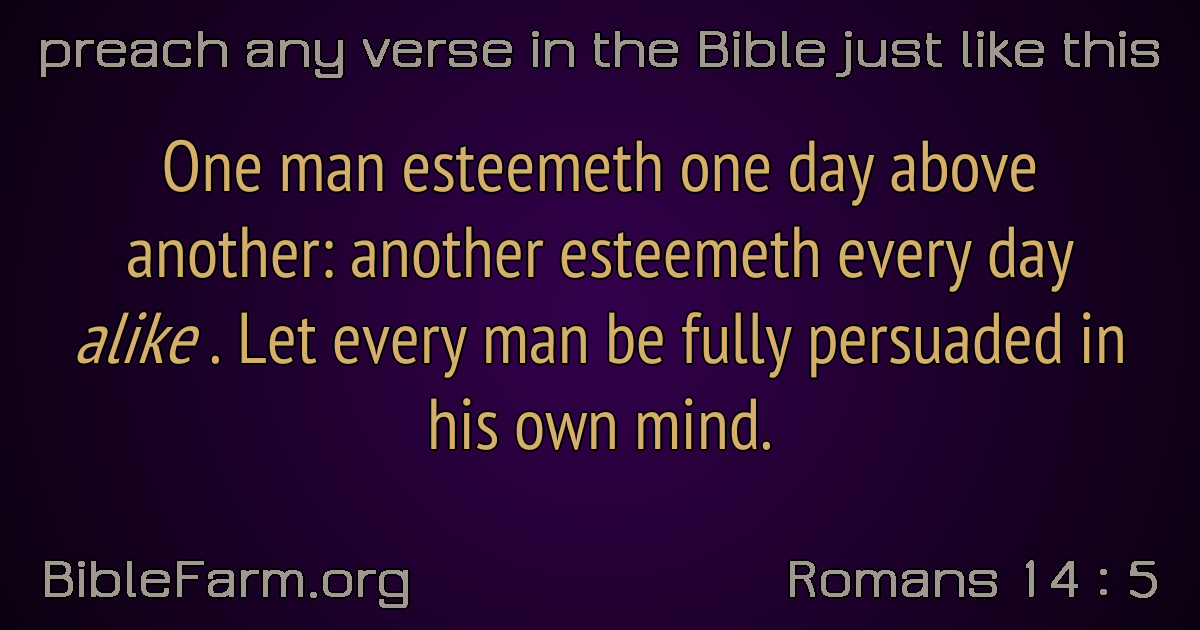 preach any verse in the Bible just like this
One man esteemeth one day above
another: another esteemeth every day
alike . Let every man be fully persuaded in
his own mind.
BibleFarm.org
Romans 14 : 5